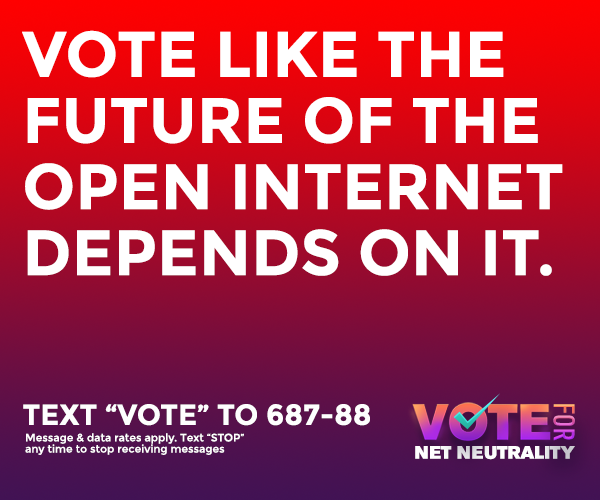 VOTE LIKE THE
FUTURE OF THE
OPEN INTERNET
DEPENDS ON IT.
TEXT “VOTE” TO 687-88
Message & data rates apply. Text “STOP”
any time to stop receiving messages
VOTE FOR
NET NEUTRALITY